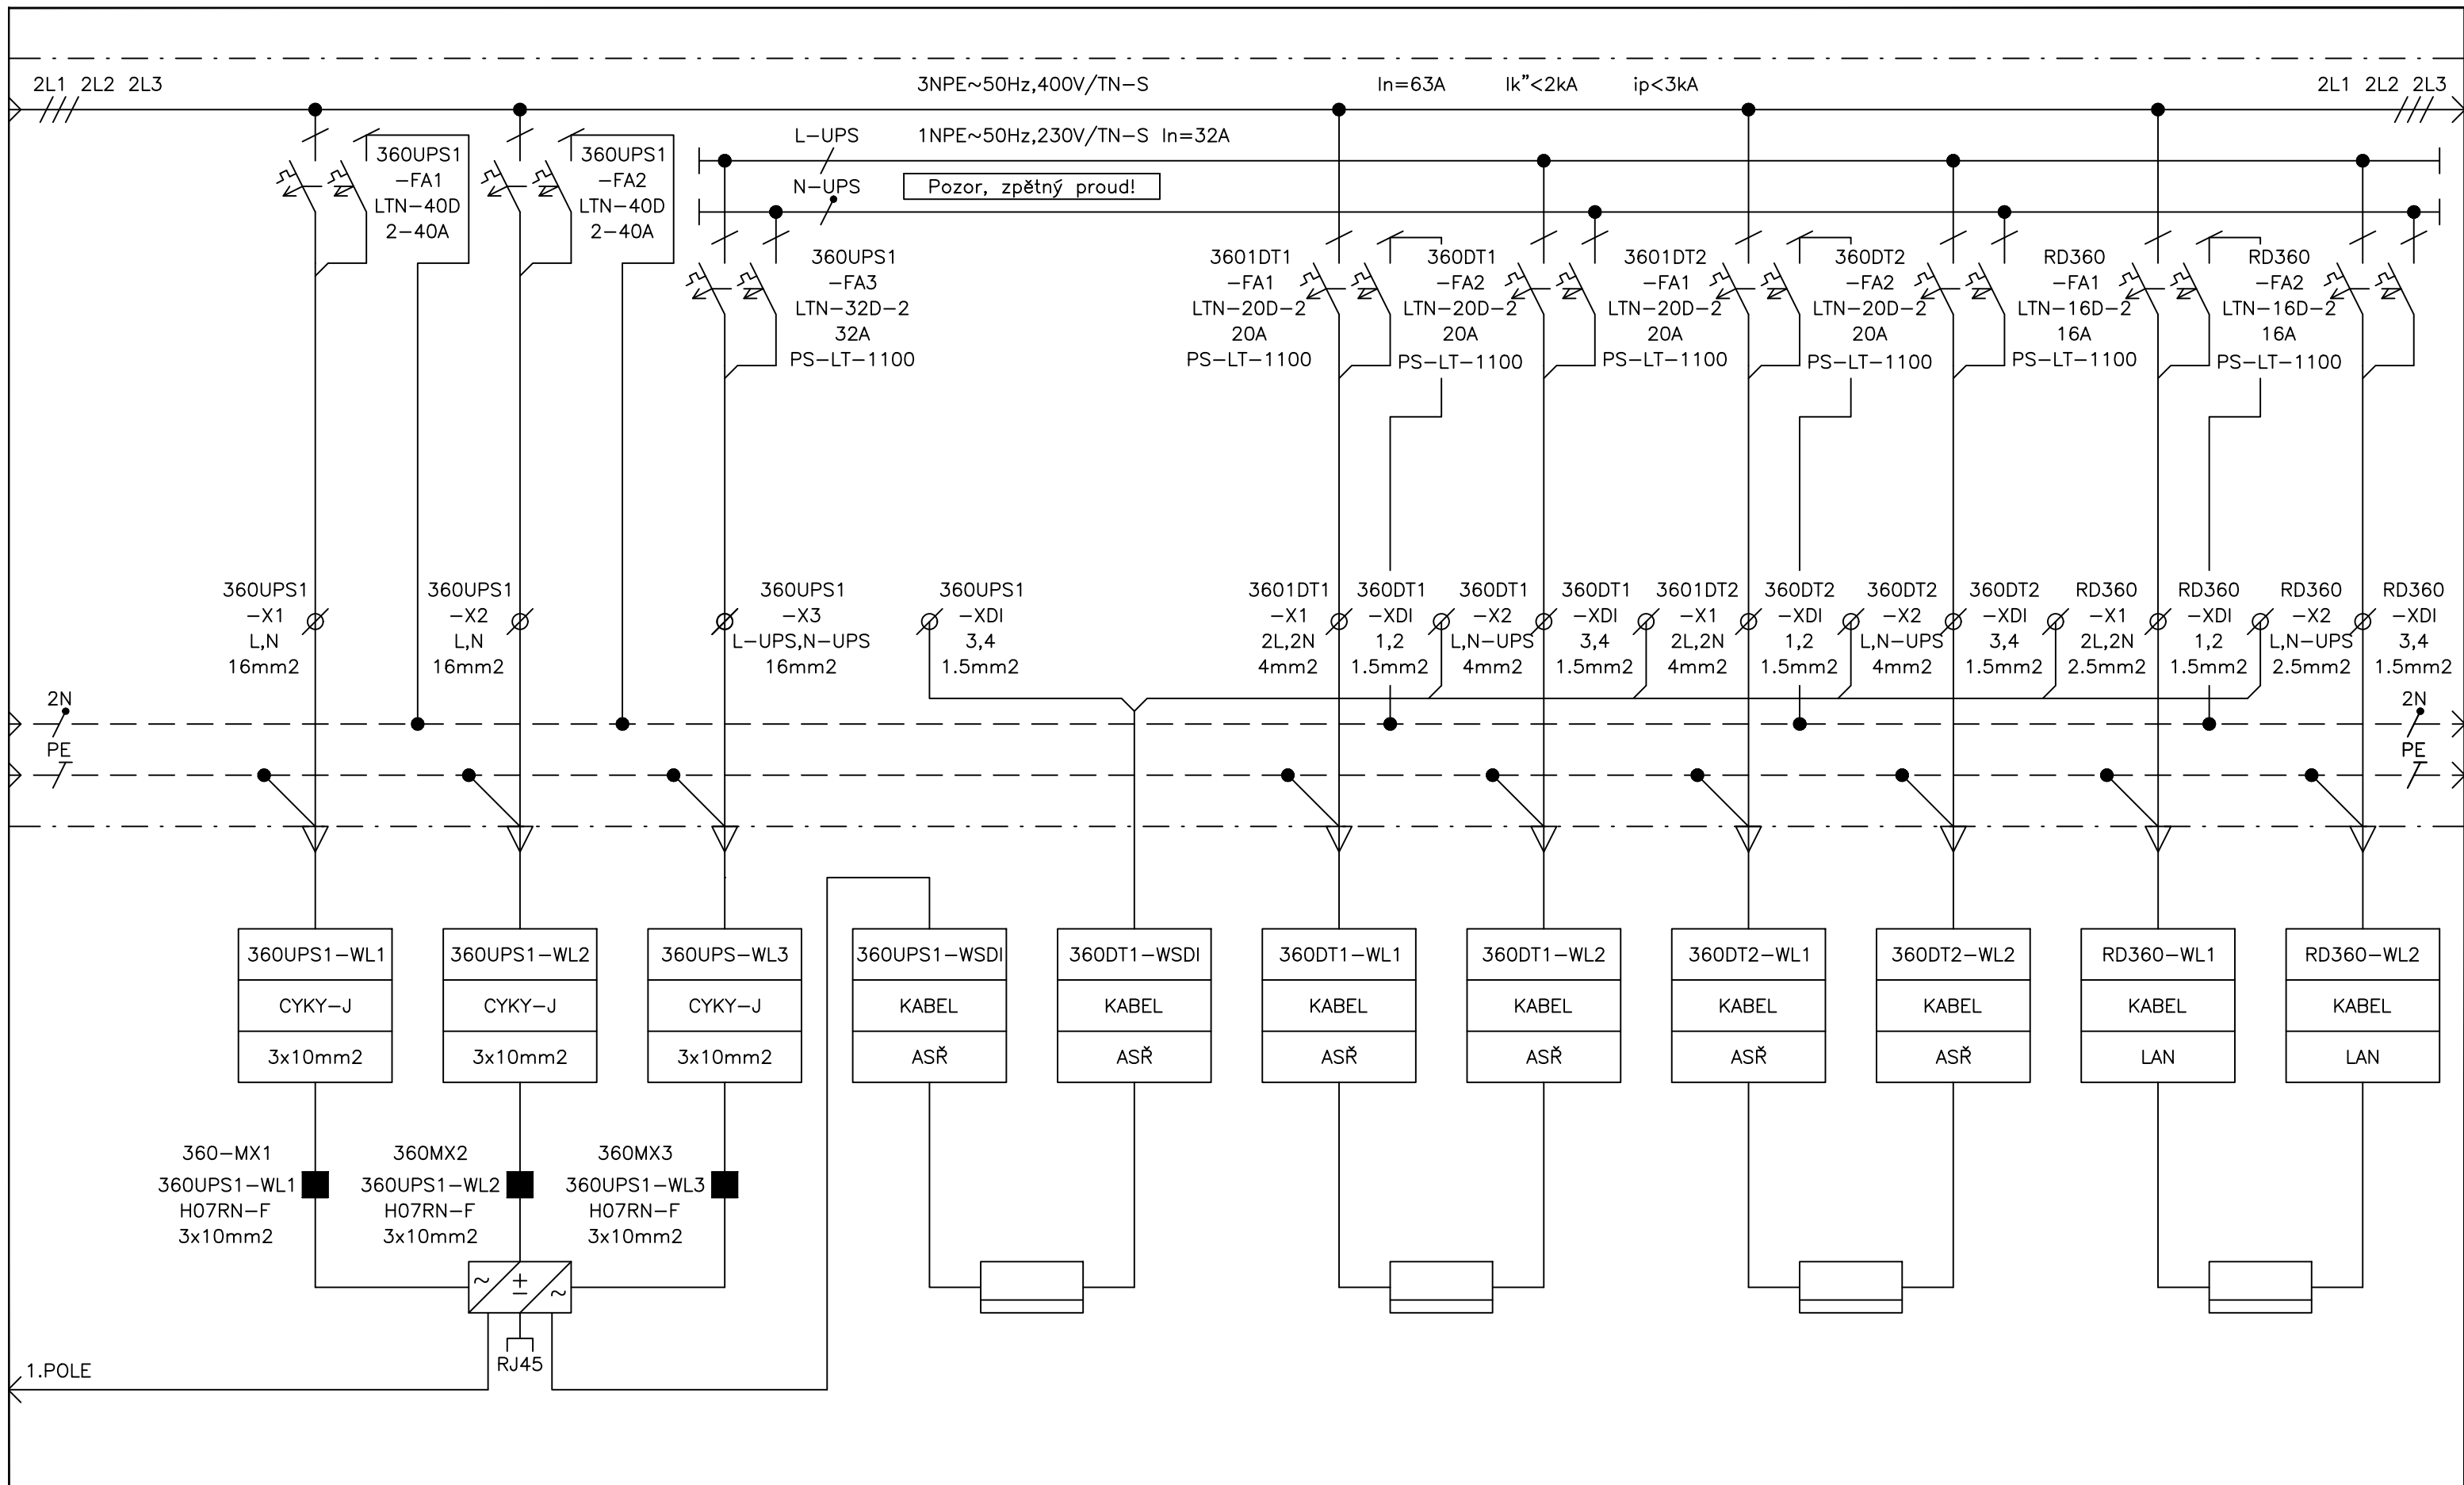 2L1 2L2 2L3
3NPE~50Hz,400V/TN-S
In=63A
Ik"<2kA
ip<3kA
2L1 2L2 2L3
L-UPS
1NPE~50Hz,230V/TN-S In=32A
N-UPS
Pozor, zpětný proud!
360UPS1
-FA1
LTN-40D
2-40A
360UPS1
-FA2
LTN-40D
2-40A
360UPS1
-FA3
LTN-32D-2
32A
PS-LT-1100
3601DT1
-FA1
LTN-20D-2
20A
PS-LT-1100
360DT1
-FA2
LTN-20D-2
20A
PS-LT-1100
3601DT2
-FA1
LTN-20D-2
20A
PS-LT-1100
360DT2
-FA2
LTN-20D-2
20A
PS-LT-1100
RD360
-FA1
LTN-16D-2
16A
PS-LT-1100
RD360
-FA2
LTN-16D-2
16A
PS-LT-1100
360UPS1
-X1
L,N
16mm2
360UPS1
-X2
L,N
16mm2
360UPS1
-X3
L-UPS,N-UPS
16mm2
360UPS1
-XDI
3,4
1.5mm2
3601DT1
-X1
2L,2N
4mm2
360DT1
-XDI
1,2
1.5mm2
360DT1
-X2
L,N-UPS
4mm2
360DT1
-XDI
3,4
1.5mm2
3601DT2
-X1
2L,2N
4mm2
360DT2
-XDI
1,2
1.5mm2
360DT2
-X2
L,N-UPS
4mm2
360DT2
-XDI
3,4
1.5mm2
RD360
-X1
2L,2N
2.5mm2
RD360
-XDI
1,2
1.5mm2
RD360
-X2
L,N-UPS
2.5mm2
RD360
-XDI
3,4
1.5mm2
2N
2N
PE
PE
360UPS1-WL1
CYKY-J
3x10mm2
360UPS1-WL2
CYKY-J
3x10mm2
360UPS-WL3
CYKY-J
3x10mm2
360UPS1-WSDI
KABEL
ASŘ
360DT1-WSDI
KABEL
ASŘ
360DT1-WL1
KABEL
ASŘ
360DT1-WL2
KABEL
ASŘ
360DT2-WL1
KABEL
ASŘ
360DT2-WL2
KABEL
ASŘ
RD360-WL1
KABEL
LAN
RD360-WL2
KABEL
LAN
360-MX1
360UPS1-WL1
H07RN-F
3x10mm2
360MX2
360UPS1-WL2
H07RN-F
3x10mm2
360MX3
360UPS1-WL3
H07RN-F
3x10mm2
~ ± ~
RJ45
1.POLE